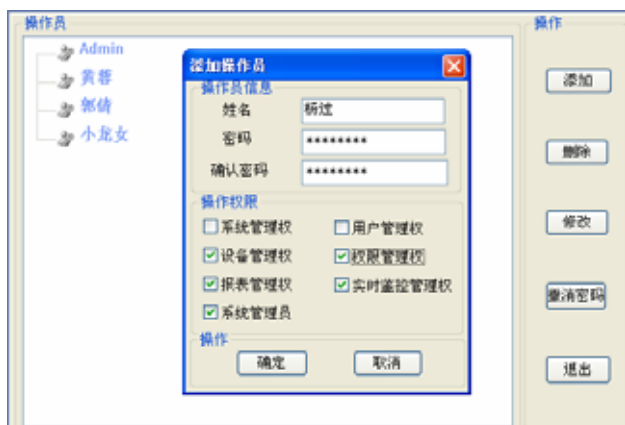 操作员
操作
Admin
黄蓉
郭倩
小龙女
添加操作员
操作员信息
姓名 杨过
密码 ********
确认密码 ********
操作权限
系统管理权 用户管理权
设备管理权 权限管理权
报表管理权 实时监控管理权
系统管理员
操作
确定 取消
添加
删除
修改
重消密码
退出